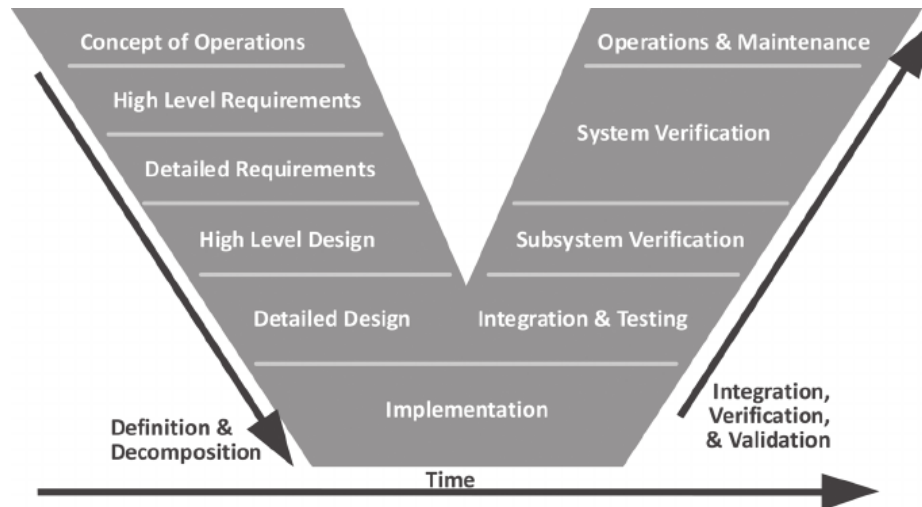 Concept of Operations
High Level Requirements
Detailed Requirements
High Level Design
Detailed Design
Implementation
Integration & Testing
Subsystem Verification
System Verification
Operations & Maintenance
Definition &
Decomposition
Integration,
Verification,
& Validation
Time